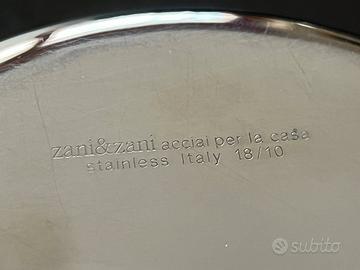 zani&zani acciai per la casa
stainless Italy 18/10
subito